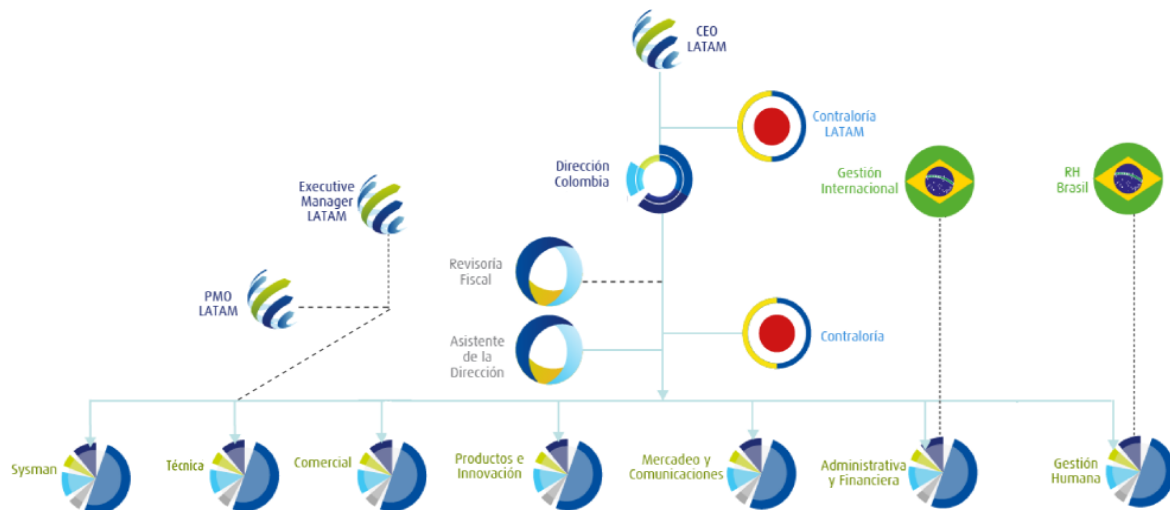 CEO
LATAM
Contraloría
LATAM
Dirección
Colombia
Gestión
Internacional
RH
Brasil
Executive
Manager
LATAM
Revisoría
Fiscal
PMO
LATAM
Asistente
de la
Dirección
Contraloría
Sysman
Técnica
Comercial
Productos e
Innovación
Mercadeo y
Comunicaciones
Administrativa
y Financiera
Gestión
Humana